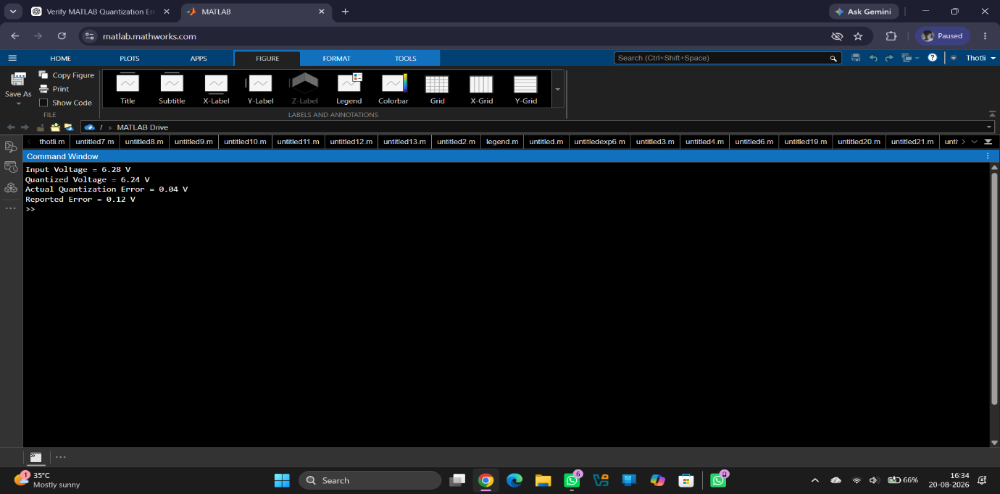 Verify MATLAB Quantization Err
MATLAB
Ask Gemini
matlab.mathworks.com
Paused
HOME PLOTS APPS FIGURE FORMAT TOOLS
Search (Ctrl+Shift+Space)
Thotli
Save As
Copy Figure
Print
Show Code
FILE
Title Subtitle X-Label Y-Label Z-Label Legend Colorbar Grid X-Grid Y-Grid
LABELS AND ANNOTATIONS
/ > MATLAB Drive
thotli.m untitled7.m untitled8.m untitled9.m untitled10.m untitled11.m untitled12.m untitled13.m untitled2.m legend.m untitled.m untitledexp6.m untitled3.m untitled4.m untitled6.m untitled19.m untitled20.m untitled21.m unti
Command Window
Input Voltage = 6.28 V
Quantized Voltage = 6.24 V
Actual Quantization Error = 0.04 V
Reported Error = 0.12 V
>>
1
35°C
Mostly sunny
Search
6
66%
16:34
20-08-2026